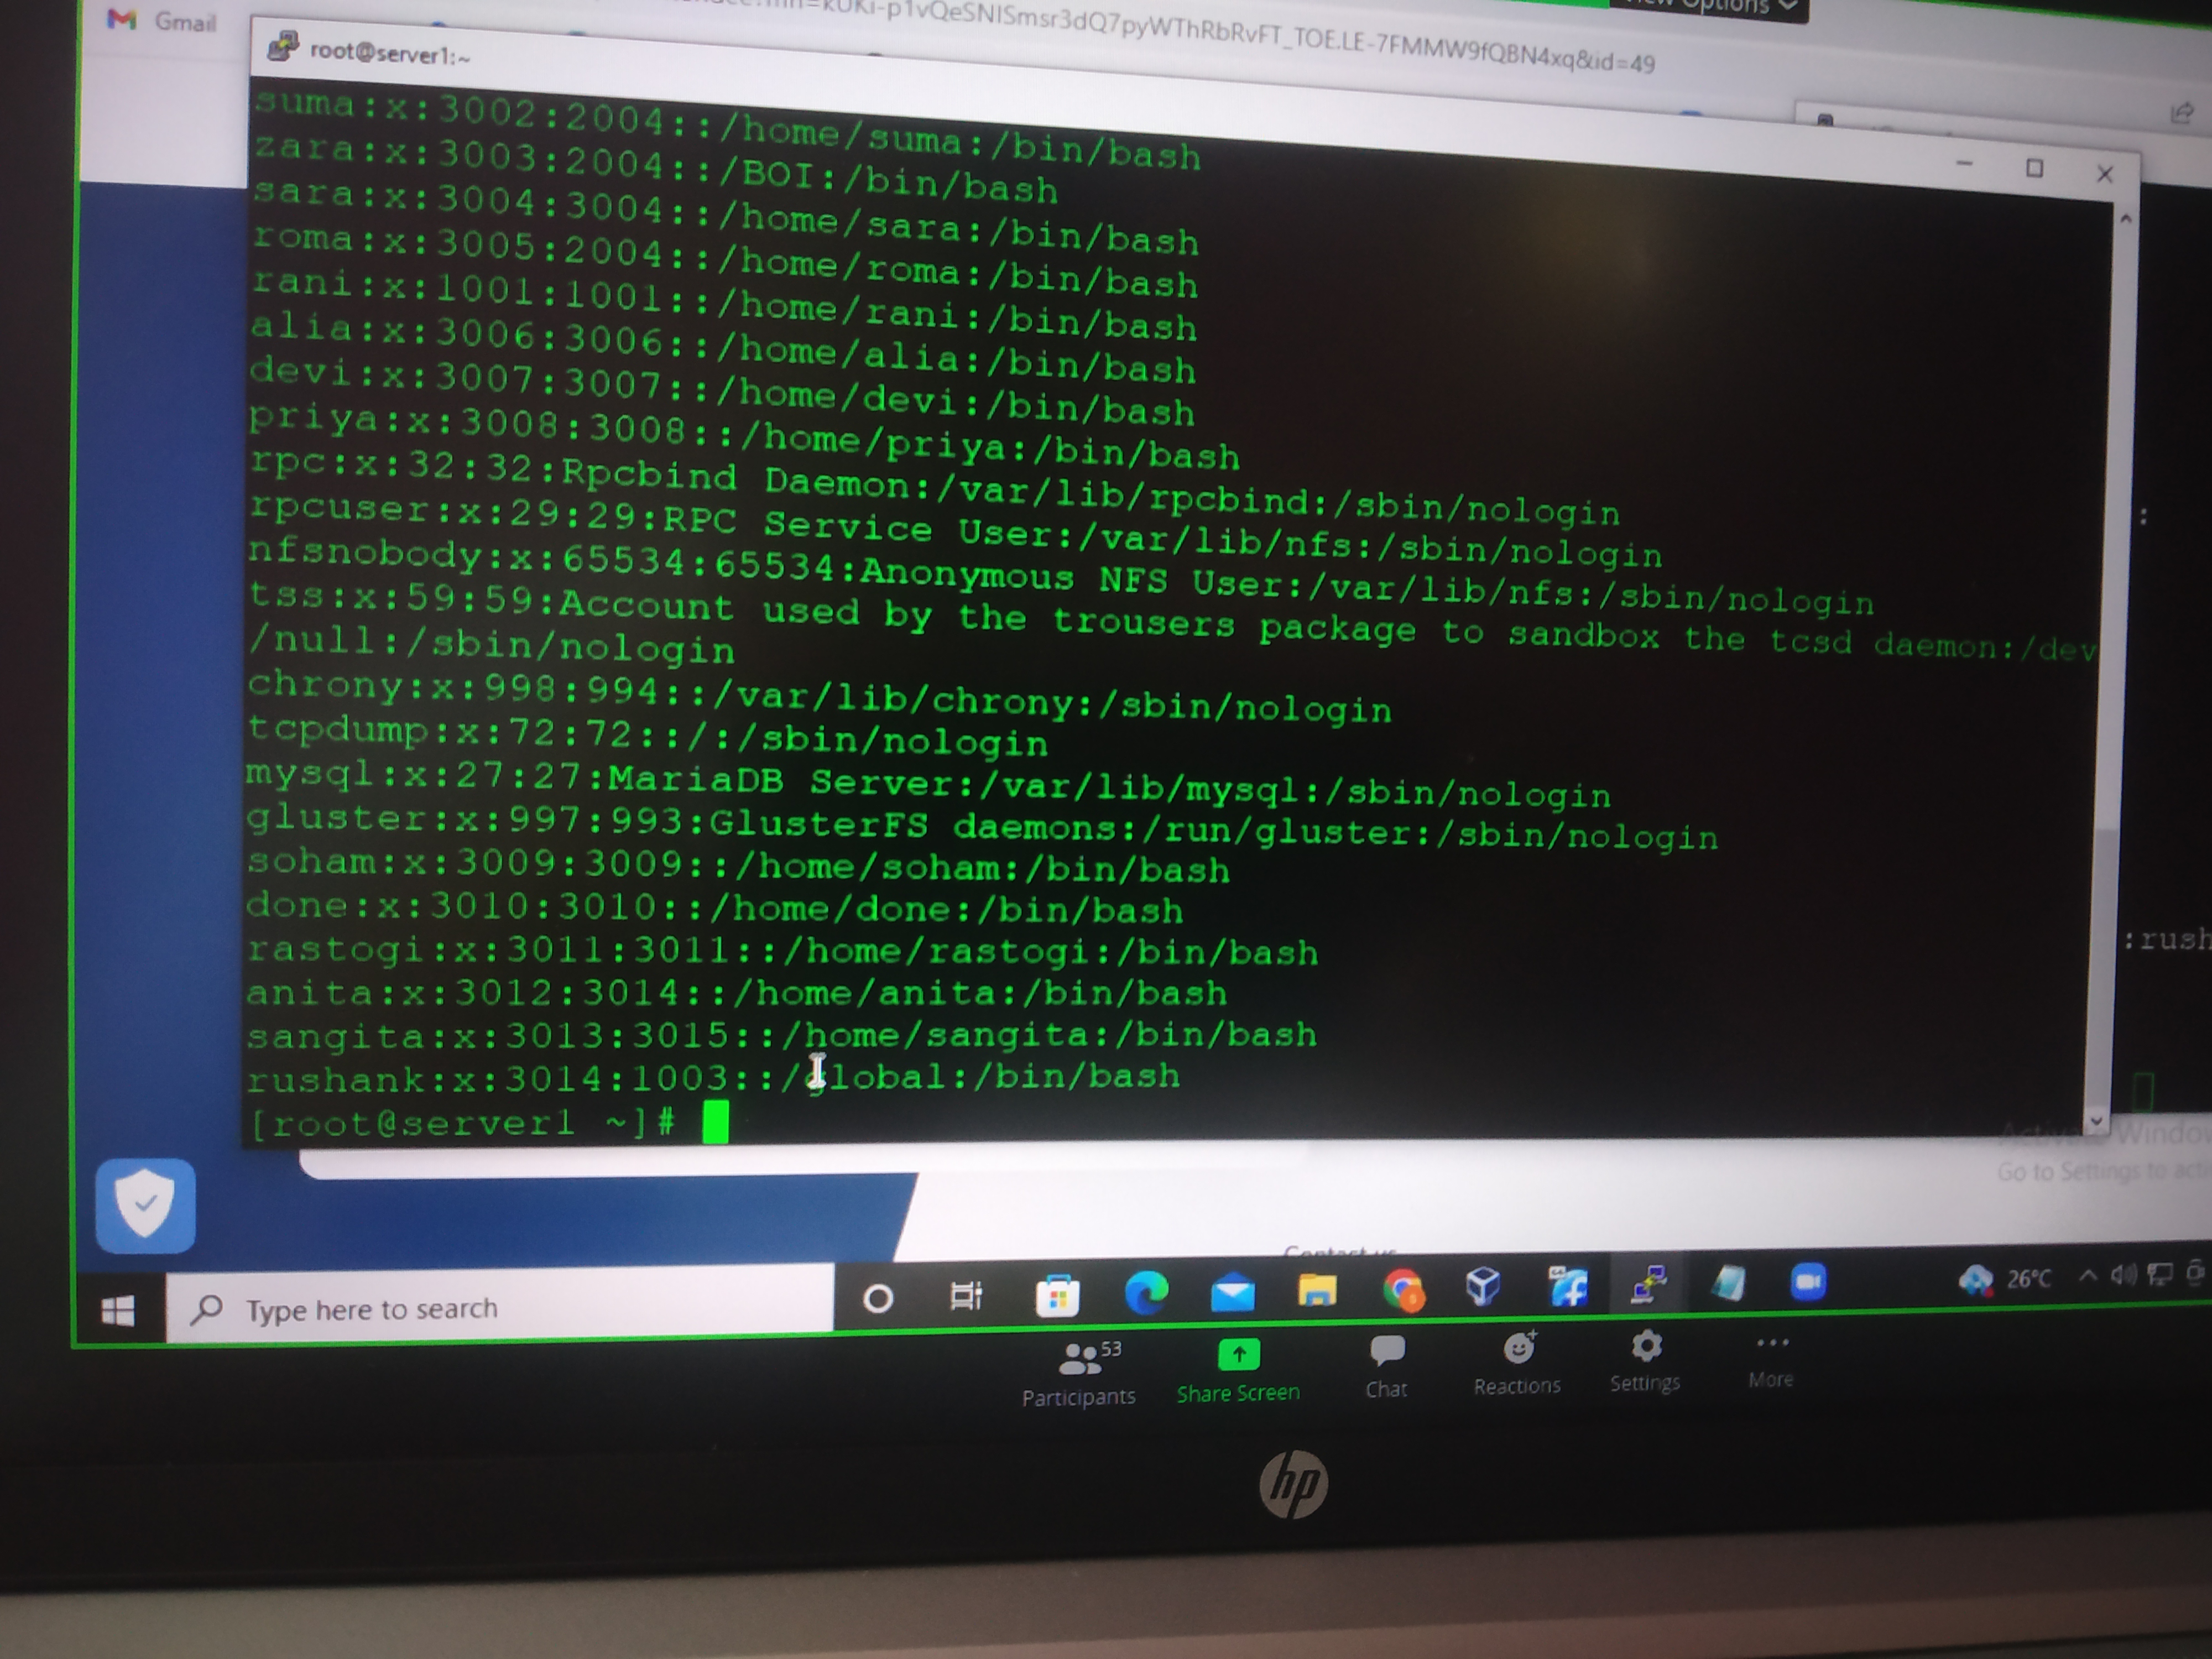 Gmail
-p1vQeSNISmsr3dQ7pyWThRbRvFT_TOE.LE-7FMMW9fQBN4xq&id=49
Options
root@server1:~
suma:x:3002:2004::/home/suma:/bin/bash
zara:x:3003:2004::/BOI:/bin/bash
sara:x:3004:3004::/home/sara:/bin/bash
roma:x:3005:2004::/home/roma:/bin/bash
rani:x:1001:1001::/home/rani:/bin/bash
alia:x:3006:3006::/home/alia:/bin/bash
devi:x:3007:3007::/home/devi:/bin/bash
priya:x:3008:3008::/home/priya:/bin/bash
rpc:x:32:32:Rpcbind Daemon:/var/lib/rpcbind:/sbin/nologin
rpcuser:x:29:29:RPC Service User:/var/lib/nfs:/sbin/nologin
nfsnobody:x:65534:65534:Anonymous NFS User:/var/lib/nfs:/sbin/nologin
tss:x:59:59:Account used by the trousers package to sandbox the tcsd daemon:/dev
/null:/sbin/nologin
chrony:x:998:994::/var/lib/chrony:/sbin/nologin
tcpdump:x:72:72::/:/sbin/nologin
mysql:x:27:27:MariaDB Server:/var/lib/mysql:/sbin/nologin
gluster:x:997:993:GlusterFS daemons:/run/gluster:/sbin/nologin
soham:x:3009:3009::/home/soham:/bin/bash
done:x:3010:3010::/home/done:/bin/bash
rastogi:x:3011:3011::/home/rastogi:/bin/bash
anita:x:3012:3014::/home/anita:/bin/bash
sangita:x:3013:3015::/home/sangita:/bin/bash
rushank:x:3014:1003::/global:/bin/bash
[root@server1 ~]#
:
:rush
Activate Windo
Go to Settings to acti
Contact us
Type here to search
26°C
53
Participants
Share Screen
Chat
Reactions
Settings
More
hp